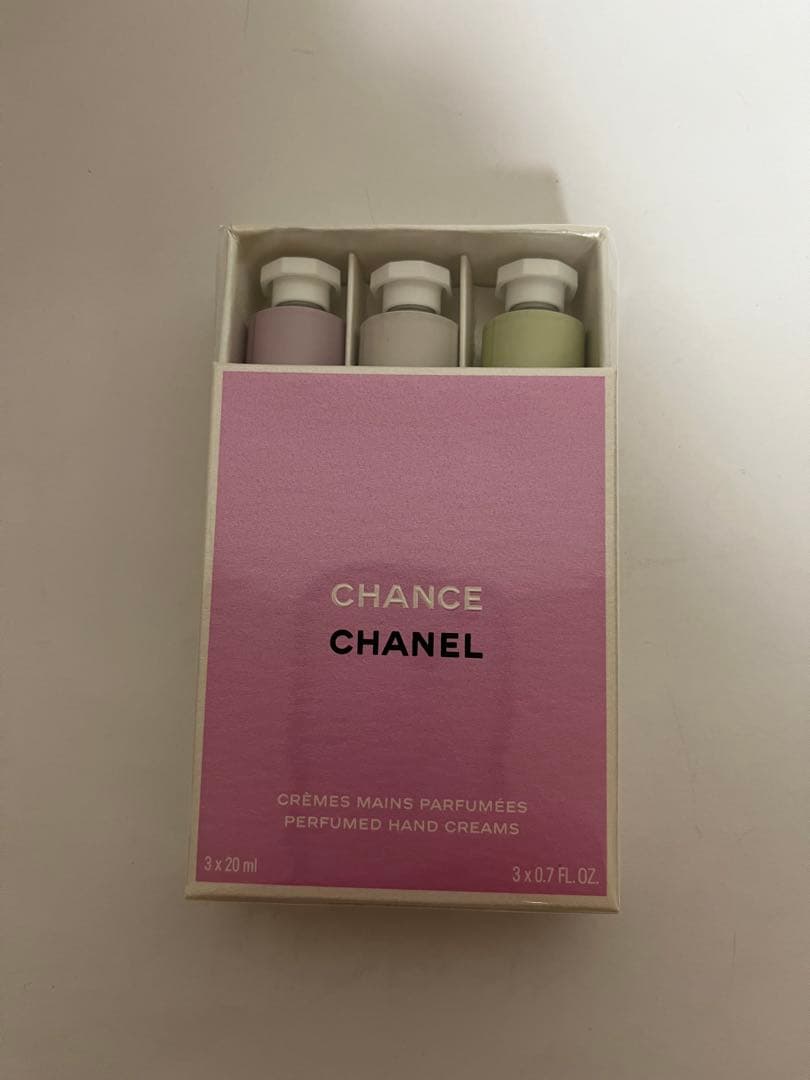 CHANCE
CHANEL
CRÈMES MAINS PARFUMÉES
PERFUMED HAND CREAMS
3 x 20 ml
3 x 0.7 FL. OZ.